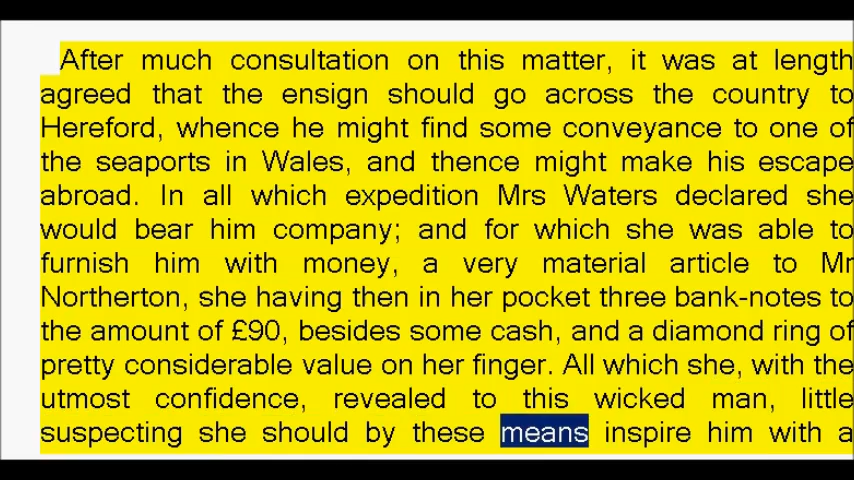 After much consultation on this matter, it was at length
agreed that the ensign should go across the country to
Hereford, whence he might find some conveyance to one of
the seaports in Wales, and thence might make his escape
abroad. In all which expedition Mrs Waters declared she
would bear him company; and for which she was able to
furnish him with money, a very material article to Mr
Northerton, she having then in her pocket three bank-notes to
the amount of £90, besides some cash, and a diamond ring of
pretty considerable value on her finger. All which she, with the
utmost confidence, revealed to this wicked man, little
suspecting she should by these means inspire him with a